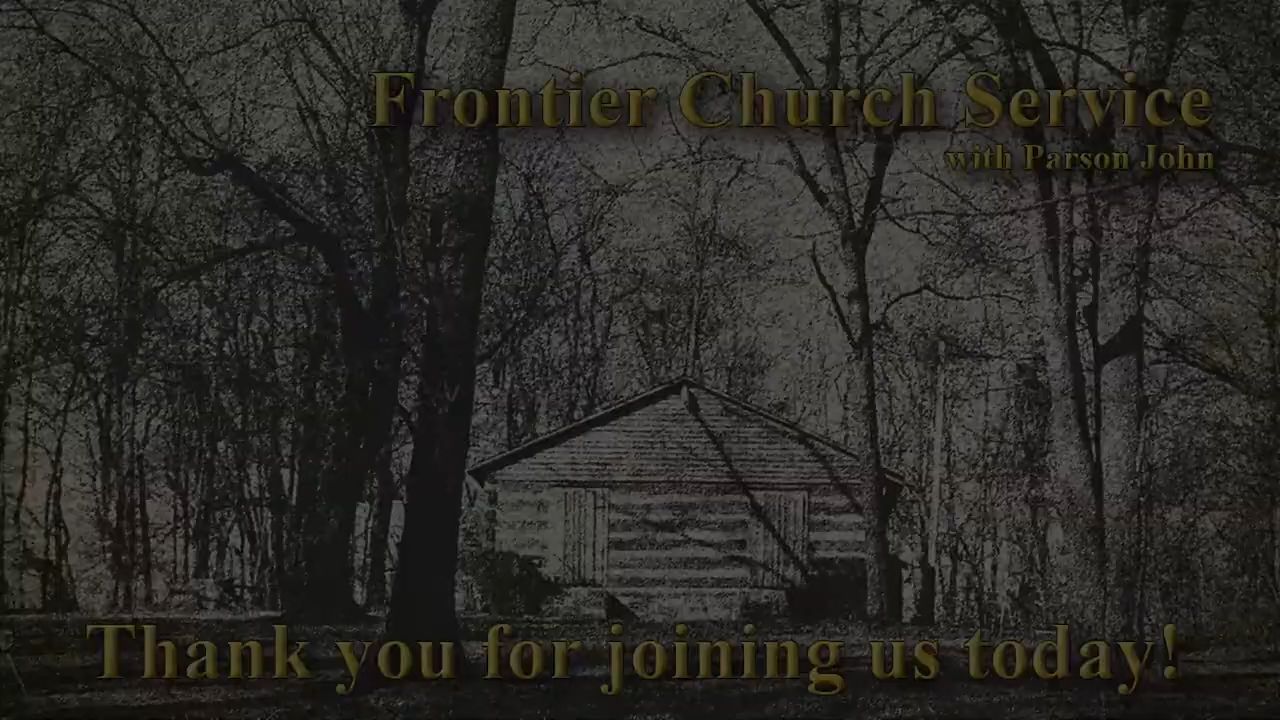 Frontier Church Service
with Parson John
Thank you for joining us today!